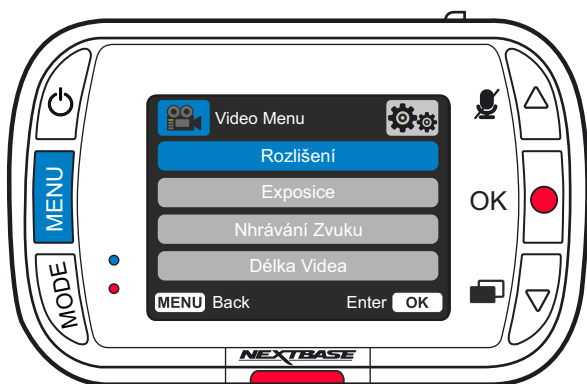 Video Menu
Rozlišení
Exposice
Nhrávání Zvuku
Délka Videa
MENU Back Enter OK
MENU
MODE
OK
NEXTBASE